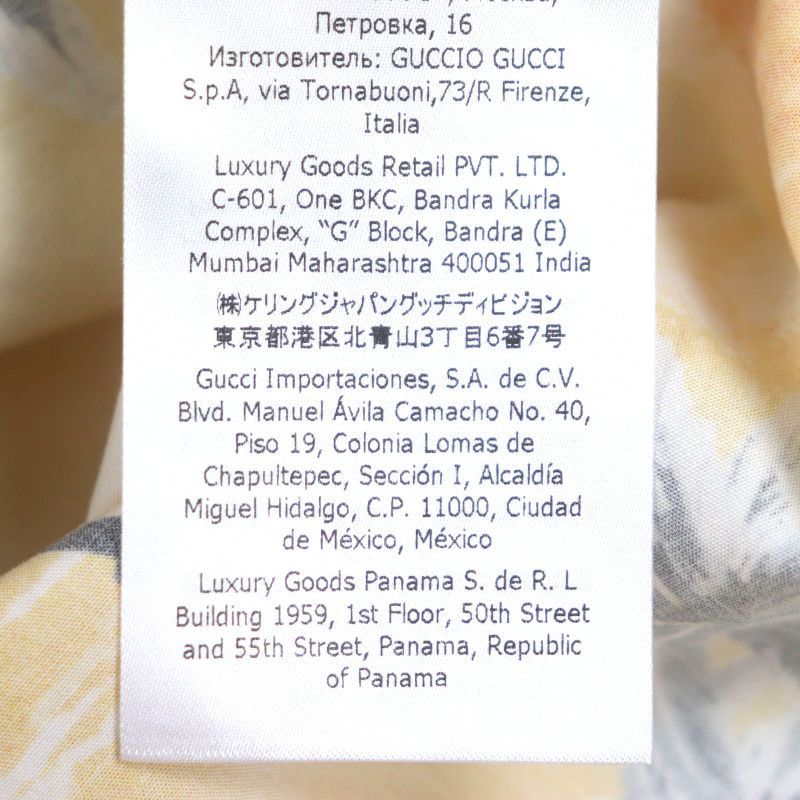 Петровка, 16
Изготовитель: GUCCIO GUCCI
S.p.A, via Tornabuoni,73/R Firenze,
Italia
Luxury Goods Retail PVT. LTD.
C-601, One BKC, Bandra Kurla
Complex, “G” Block, Bandra (E)
Mumbai Maharashtra 400051 India
㈱ケリングジャパングッチディビジョン
東京都港区北青山3丁目6番7号
Gucci Importaciones, S.A. de C.V.
Blvd. Manuel Ávila Camacho No. 40,
Piso 19, Colonia Lomas de
Chapultepec, Sección I, Alcaldía
Miguel Hidalgo, C.P. 11000, Ciudad
de México, México
Luxury Goods Panama S. de R. L
Building 1959, 1st Floor, 50th Street
and 55th Street, Panama, Republic
of Panama